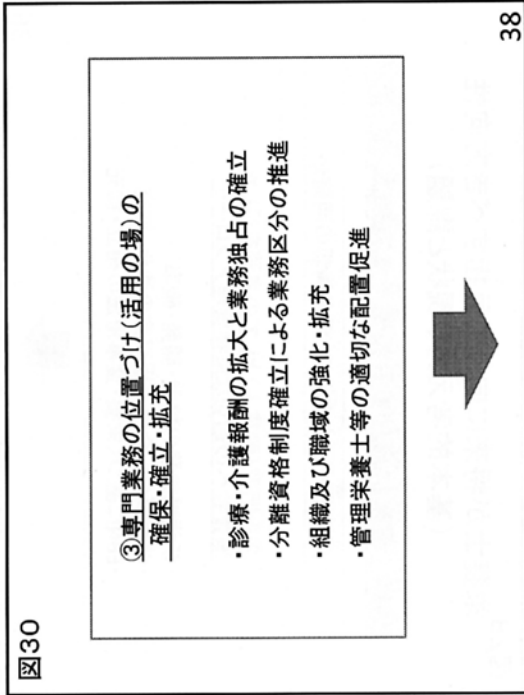 図30
③専門業務の位置づけ(活用の場)の
確保・確立・拡充
・診療・介護報酬の拡大と業務独占の確立
・分離資格制度確立による業務区分の推進
・組織及び職域の強化・拡充
・管理栄養士等の適切な配置促進
38